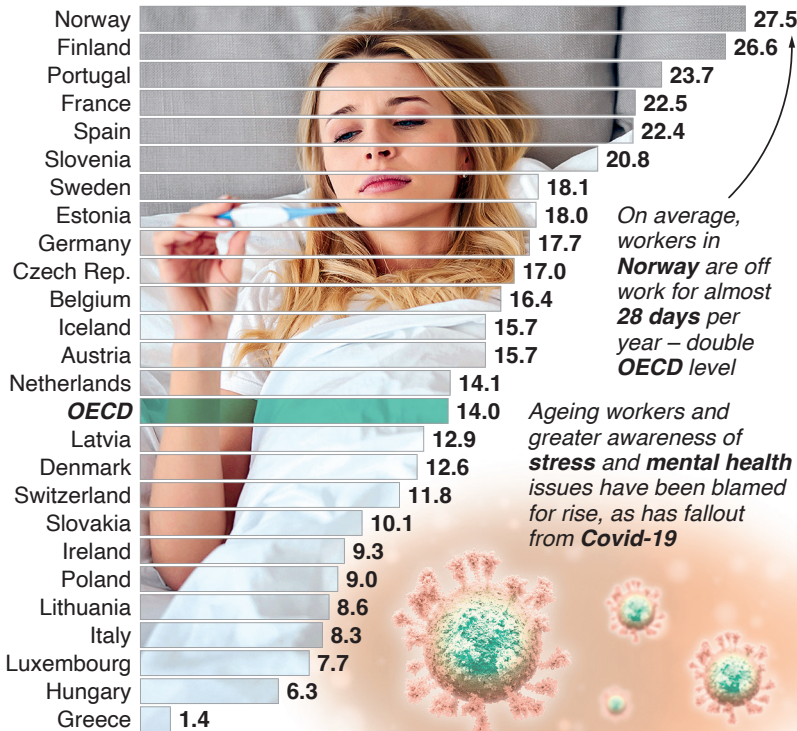 Norway 27.5
Finland 26.6
Portugal 23.7
France 22.5
Spain 22.4
Slovenia 20.8
Sweden 18.1
Estonia 18.0
Germany 17.7
Czech Rep. 17.0
Belgium 16.4
Iceland 15.7
Austria 15.7
Netherlands 14.1
OECD 14.0
Latvia 12.9
Denmark 12.6
Switzerland 11.8
Slovakia 10.1
Ireland 9.3
Poland 9.0
Lithuania 8.6
Italy 8.3
Luxembourg 7.7
Hungary 6.3
Greece 1.4
On average,
workers in
Norway are off
work for almost
28 days per
year – double
OECD level
Ageing workers and
greater awareness of
stress and mental health
issues have been blamed
for rise, as has fallout
from Covid-19